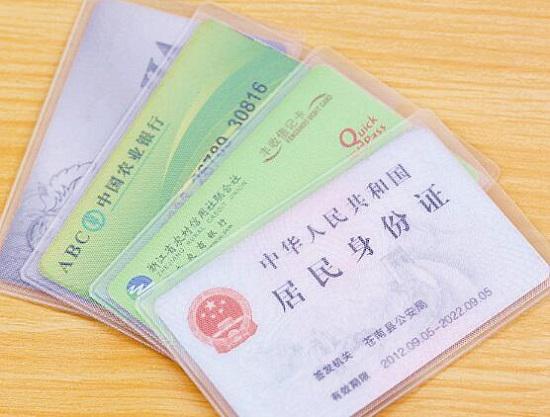 ABC 中国农业银行
30816
丰收借记卡
Quick
Pass
浙江省农村信用社联合社
中华人民共和国
居民身份证
签发机关 苍南县公安局
有效期限 2012.09.05-2022.09.05